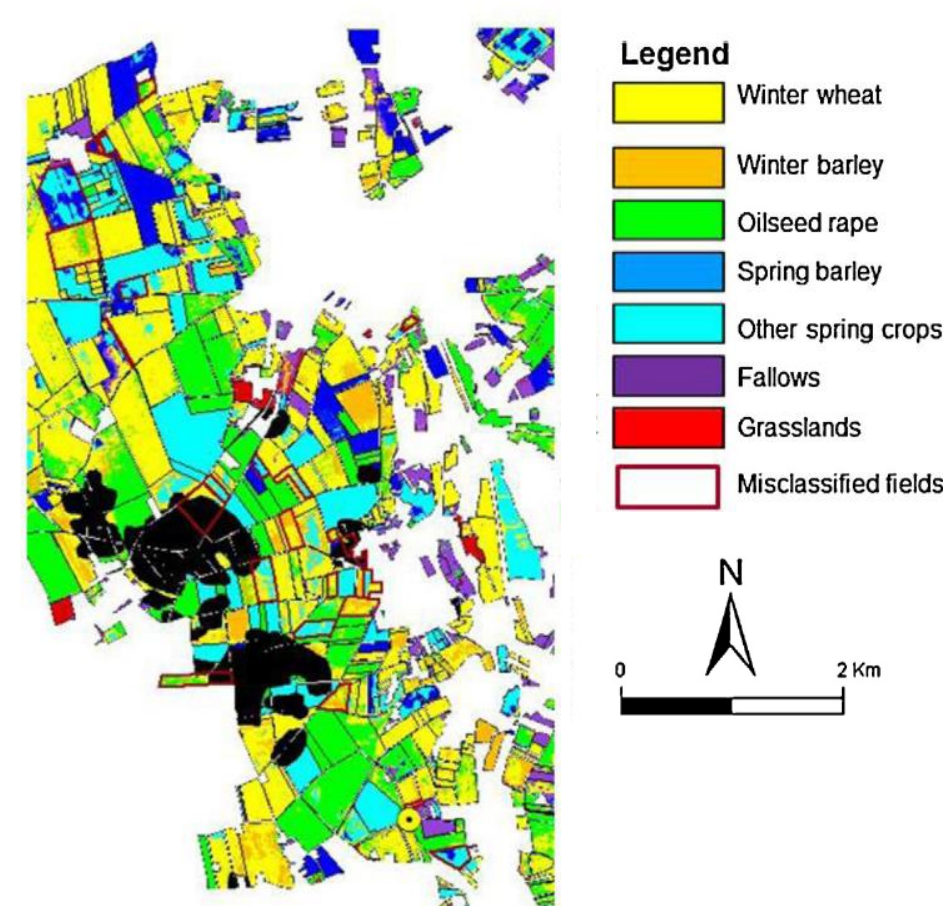 Legend
Winter wheat
Winter barley
Oilseed rape
Spring barley
Other spring crops
Fallows
Grasslands
Misclassified fields
N
0 2 Km